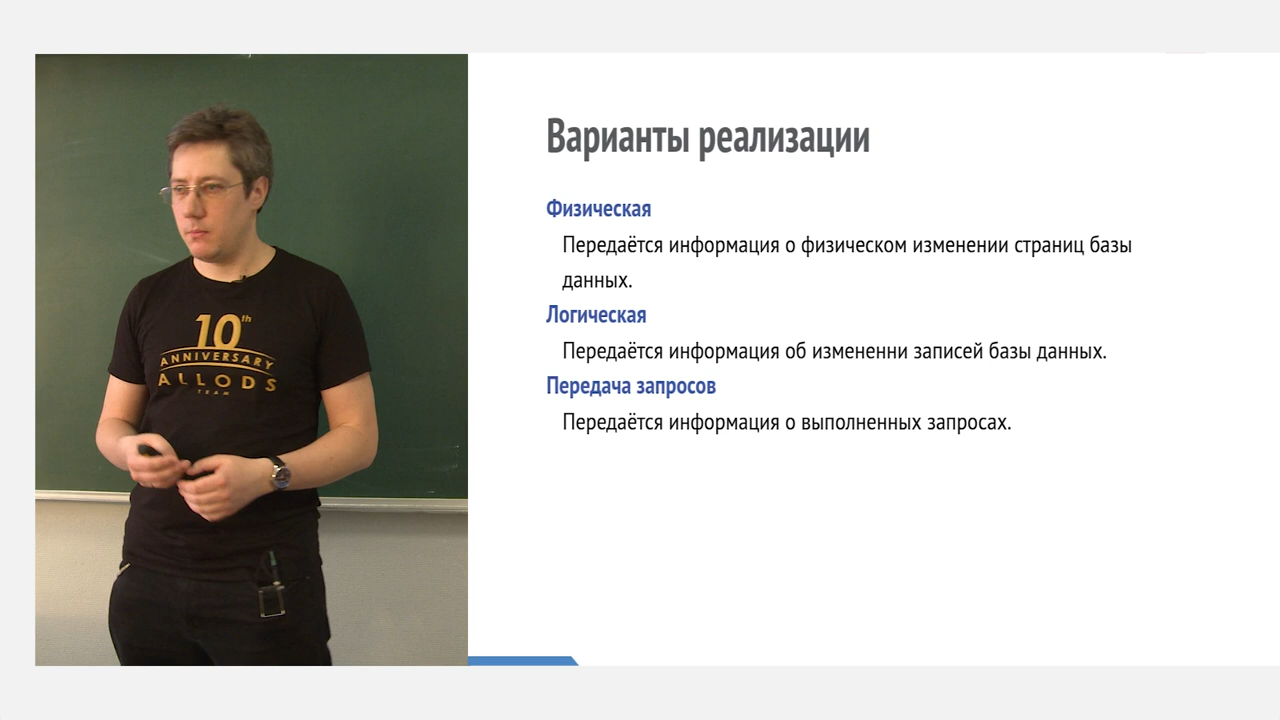 10th
ANNIVERSARY
ALLODS
TEAM
Варианты реализации
Физическая
Передаётся информация о физическом изменении страниц базы
данных.
Логическая
Передаётся информация об измененни записей базы данных.
Передача запросов
Передаётся информация о выполненных запросах.